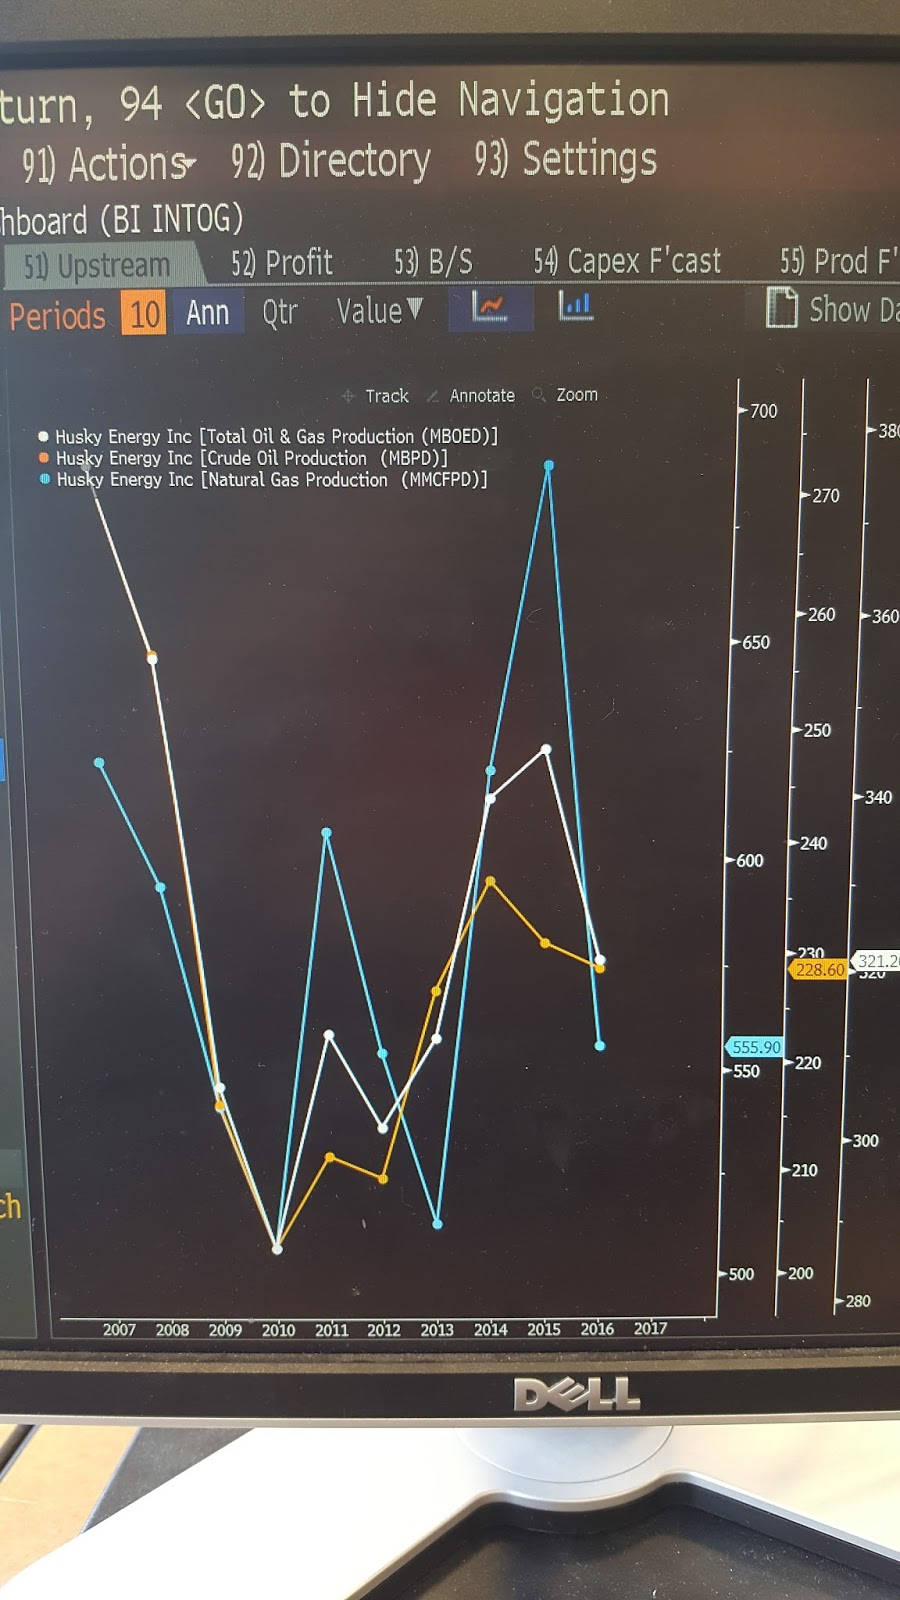 turn, 94 <GO> to Hide Navigation
91) Actions 92) Directory 93) Settings
hboard (BI INTOG)
51) Upstream 52) Profit 53) B/S 54) Capex F'cast 55) Prod F'
Periods 10 Ann Qtr Value Show Da
Track Annotate Zoom
Husky Energy Inc [Total Oil & Gas Production (MBOED)]
Husky Energy Inc [Crude Oil Production (MBPD)]
Husky Energy Inc [Natural Gas Production (MMCFPD)]
700
380
270
260
360
650
250
340
240
600
230
321.20
228.60
320
555.90
550
220
300
210
500
200
280
ch
2007 2008 2009 2010 2011 2012 2013 2014 2015 2016 2017
DELL